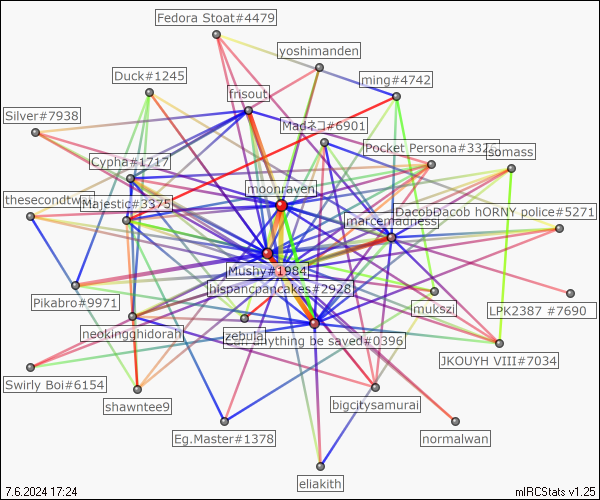 Fedora Stoat#4479
yoshimanden
Duck#1245
ming#4742
frisout
Silver#7938
Madネコ#6901
Pocket Persona#3326
isomass
Cypha#1717
moonraven
thesecondtwin
Majestic#3375
DacobDacob hORNY police#5271
marcemadness
Mushy#1984
hispancpancakes#2928
Pikabro#9971
mukszi
LPK2387 #7690
neokingghidorah
zebula
Can anything be saved#0396
JKOUYH VIII#7034
Swirly Boi#6154
shawntee9
bigcitysamurai
Eg.Master#1378
normalwan
eliakith
7.6.2024 17:24
mIRCStats v1.25